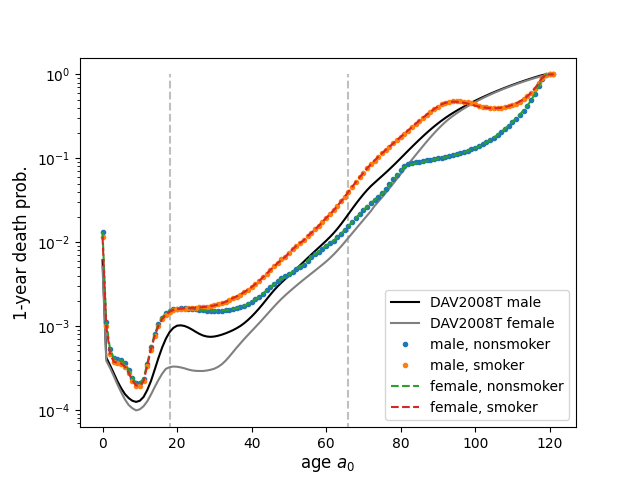 10⁰
10⁻¹
10⁻²
10⁻³
10⁻⁴
1-year death prob.
DAV2008T male
DAV2008T female
male, nonsmoker
male, smoker
female, nonsmoker
female, smoker
0 20 40 60 80 100 120
age a₀